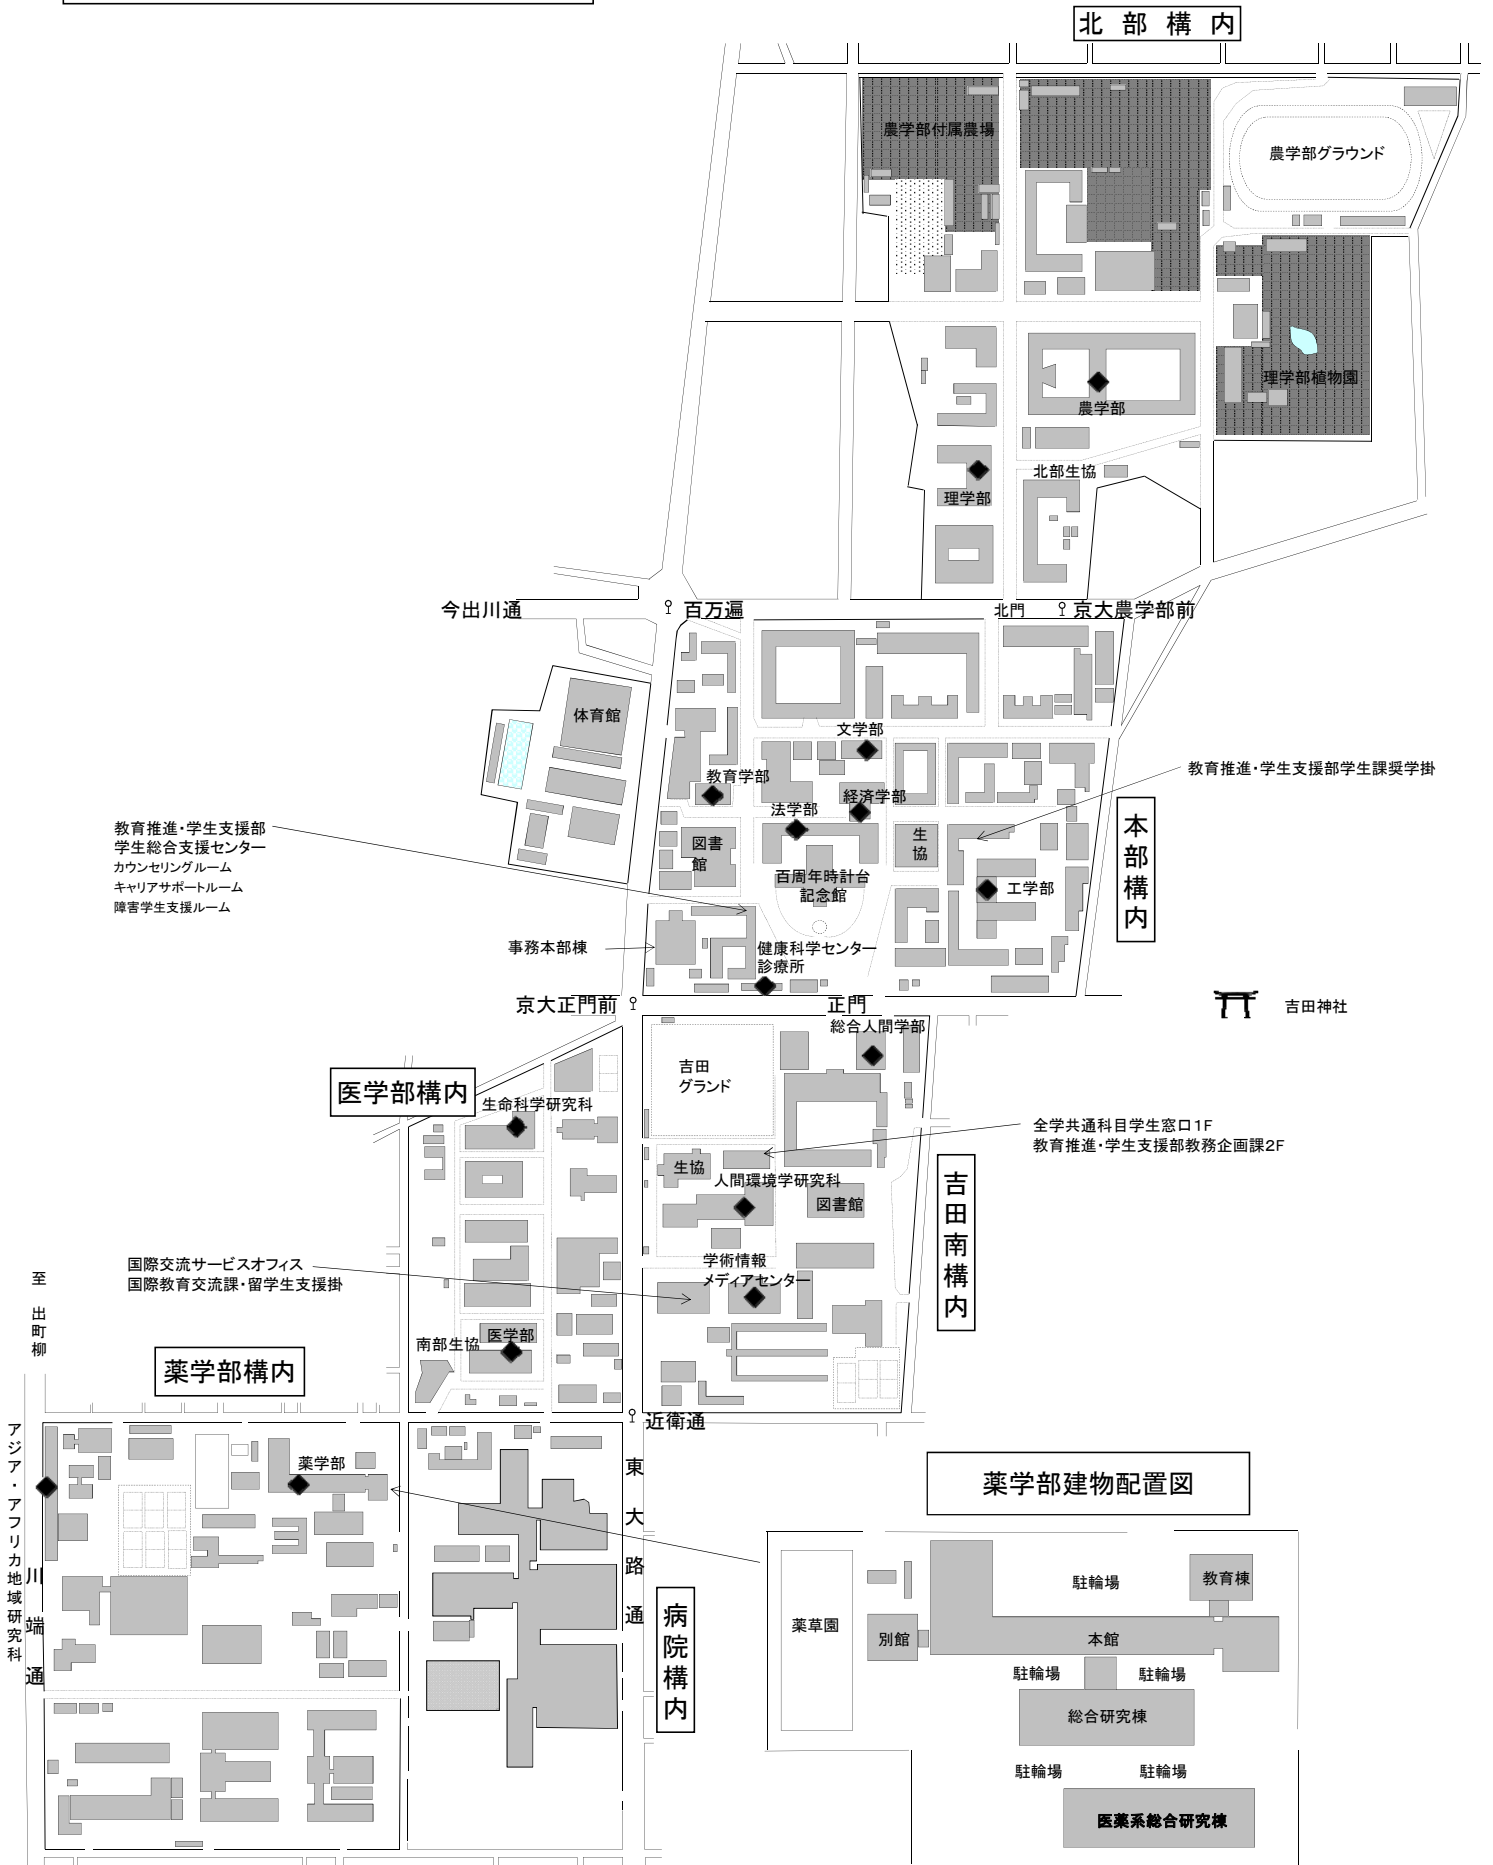 北部構内
農学部付属農場
農学部グラウンド
理学部植物園
農学部
北部生協
理学部
今出川通
百万遍
北門
京大農学部前
体育館
文学部
教育学部
経済学部
法学部
教育推進・学生支援部学生課奨学掛
本部構内
教育推進・学生支援部
学生総合支援センター
カウンセリングルーム
キャリアサポートルーム
障害学生支援ルーム
図書
館
生
協
百周年時計台
記念館
工学部
事務本部棟
健康科学センター
診療所
京大正門前
正門
吉田神社
総合人間学部
吉田
グランド
医学部構内
生命科学研究科
全学共通科目学生窓口1F
教育推進・学生支援部教務企画課2F
生協
人間環境学研究科
図書館
吉田南構内
国際交流サービスオフィス
国際教育交流課・留学生支援掛
学術情報
メディアセンター
至 出町柳
南部生協
医学部
薬学部構内
近衛通
アジア・アフリカ地域研究科
川端通
薬学部
東大路通
病院構内
薬学部建物配置図
駐輪場
教育棟
薬草園
別館
本館
駐輪場
駐輪場
総合研究棟
駐輪場
駐輪場
医薬系総合研究棟